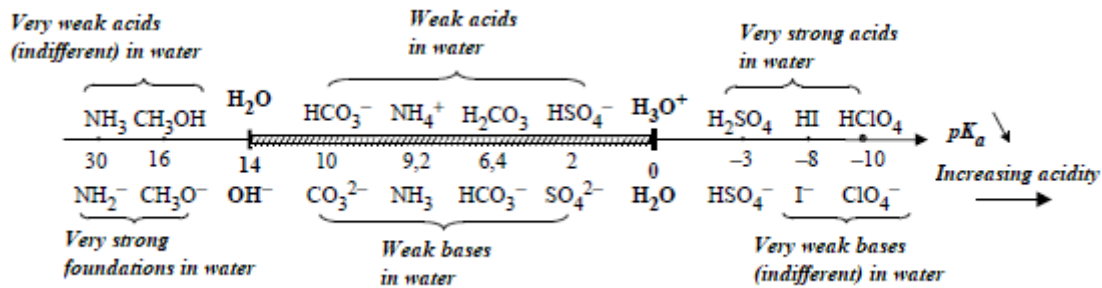 Very weak acids
(indifferent) in water
Weak acids
in water
Very strong acids
in water
NH₃ CH₃OH H₂O HCO₃⁻ NH₄⁺ H₂CO₃ HSO₄⁻ H₃O⁺ H₂SO₄ HI HClO₄
pKₐ ↘
30 16 14 10 9,2 6,4 2 0 –3 –8 –10
Increasing acidity
NH₂⁻ CH₃O⁻ OH⁻ CO₃²⁻ NH₃ HCO₃⁻ SO₄²⁻ H₂O HSO₄⁻ I⁻ ClO₄⁻
Very strong
foundations in water
Weak bases
in water
Very weak bases
(indifferent) in water